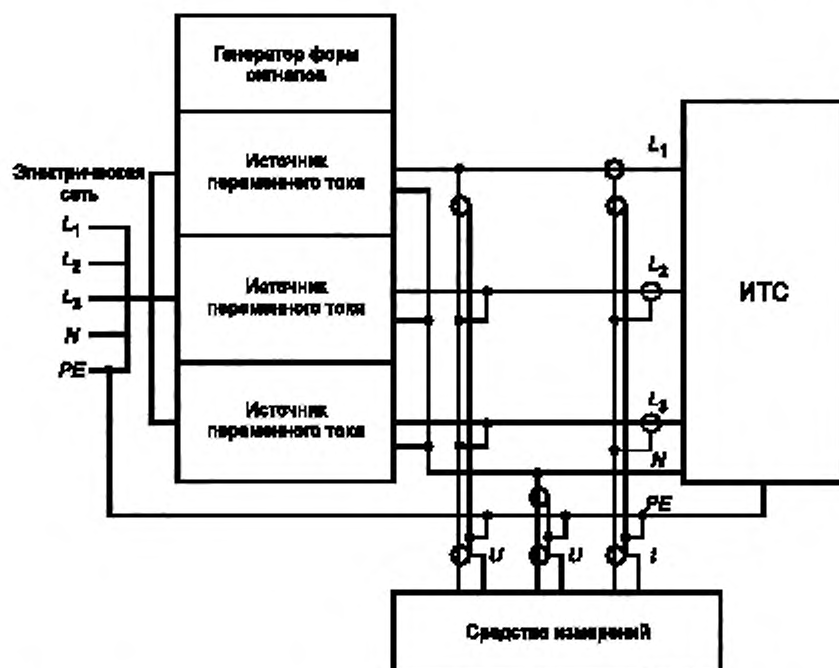 Генератор форм
сигналов
Электрическая
сеть
L1
L2
L3
N
PE
Источник
переменного тока
Источник
переменного тока
Источник
переменного тока
L1
L2
L3
N
PE
ИТС
U
U
I
Средства измерений